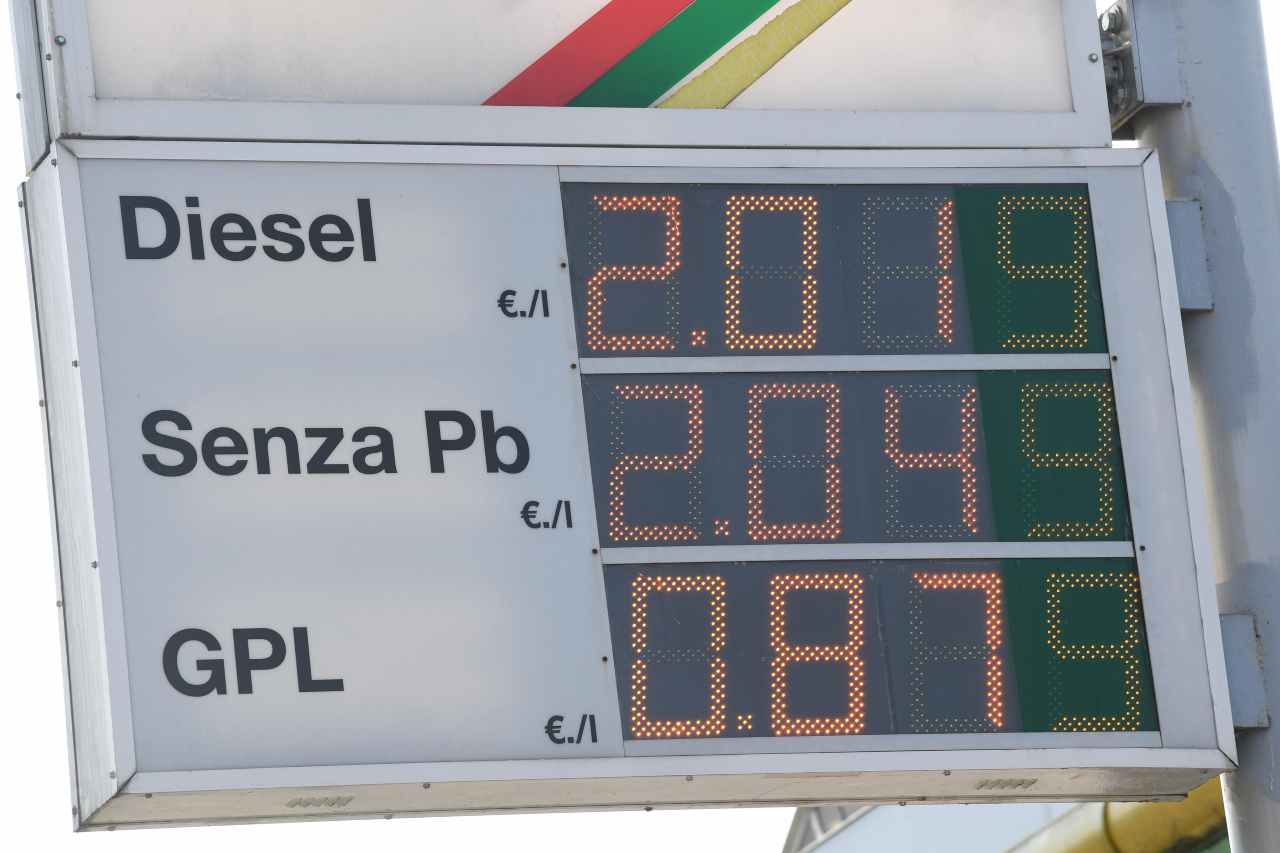 Diesel 2.019
€./l
Senza Pb 2.049
€./l
GPL 0.879
€./l